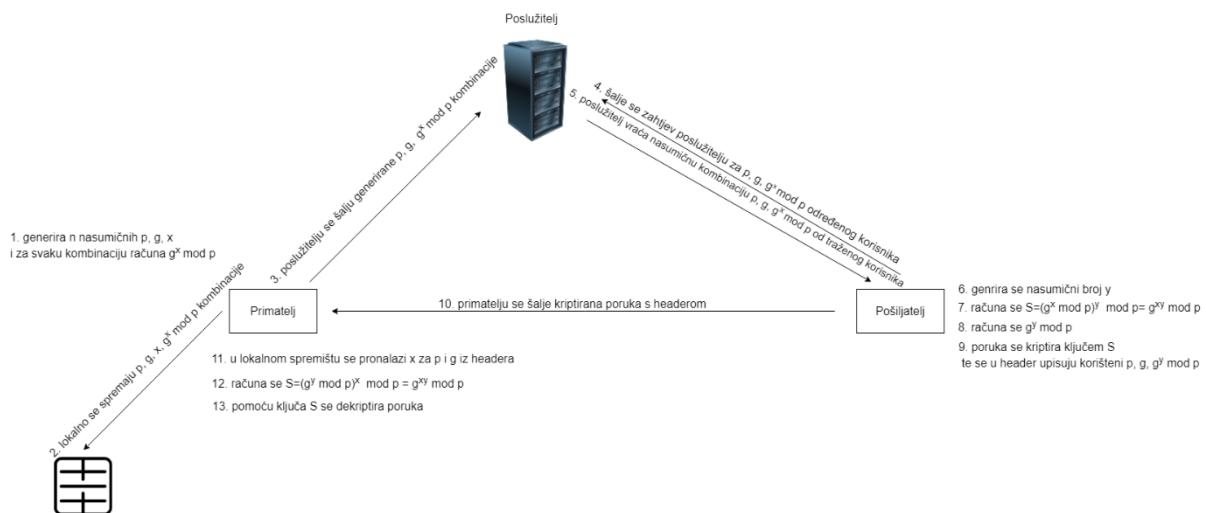 Poslužitelj
1. generira n nasumičnih p, g, x
i za svaku kombinaciju računa g^x mod p
2. lokalno se spremaju p, g, x, g^x mod p kombinacije
3. poslužitelju se šalju generirane p, g, g^x mod p kombinacije
4. šalje se zahtjev poslužitelju za p, g, g^x mod p određenog korisnika
5. poslužitelj vraća nasumičnu kombinaciju p, g, g^x mod p od traženog korisnika
Primatelj
10. primatelju se šalje kriptirana poruka s headerom
Pošiljatelj
6. genrira se nasumični broj y
7. računa se S=(g^x mod p)^y mod p= g^xy mod p
8. računa se g^y mod p
9. poruka se kriptira ključem S
te se u header upisuju korišteni p, g, g^y mod p
11. u lokalnom spremištu se pronalazi x za p i g iz headera
12. računa se S=(g^y mod p)^x mod p = g^xy mod p
13. pomoću ključa S se dekriptira poruka